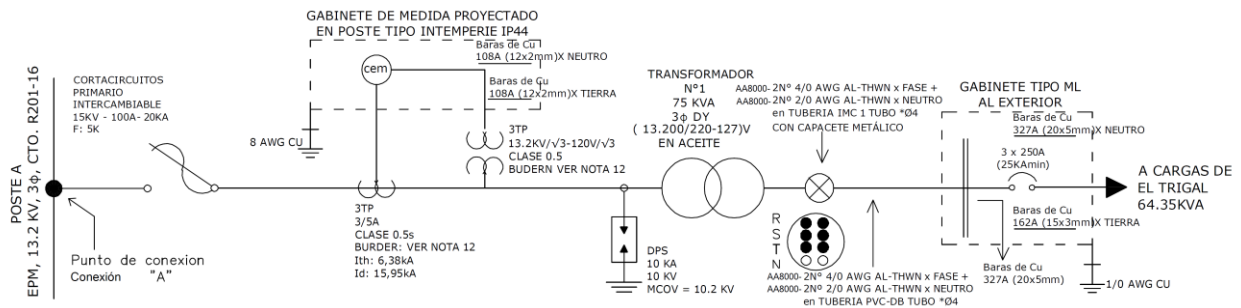 POSTE A
EPM, 13.2 KV, 3φ, CTO. R201-16
Punto de conexion
Conexión "A"
CORTACIRCUITOS
PRIMARIO
INTERCAMBIABLE
15KV - 100A- 20KA
F: 5K
GABINETE DE MEDIDA PROYECTADO
EN POSTE TIPO INTEMPERIE IP44
Baras de Cu
108A (12x2mm)X NEUTRO
Baras de Cu
108A (12x2mm)X TIERRA
cem
8 AWG CU
3TP
13.2KV/√3-120V/√3
CLASE 0.5
BUDERN VER NOTA 12
3TP
3/5A
CLASE 0.5s
BURDER: VER NOTA 12
Ith: 6,38kA
Id: 15,95kA
DPS
10 KA
10 KV
MCOV = 10.2 KV
TRANSFORMADOR
N°1
75 KVA
3φ DY
( 13.200/220-127)V
EN ACEITE
AA8000- 2Nº 4/0 AWG AL-THWN x FASE +
AA8000- 2Nº 2/0 AWG AL-THWN x NEUTRO
en TUBERIA IMC 1 TUBO *Ø4
CON CAPACETE METÁLICO
R
S
T
N
AA8000- 2Nº 4/0 AWG AL-THWN x FASE +
AA8000- 2Nº 2/0 AWG AL-THWN x NEUTRO
en TUBERIA PVC-DB TUBO *Ø4
GABINETE TIPO ML
AL EXTERIOR
Baras de Cu
327A (20x5mm)X NEUTRO
3 x 250A
(25KAmin)
Baras de Cu
162A (15x3mm)X TIERRA
Baras de Cu
327A (20x5mm)
1/0 AWG CU
A CARGAS DE
EL TRIGAL
64.35KVA